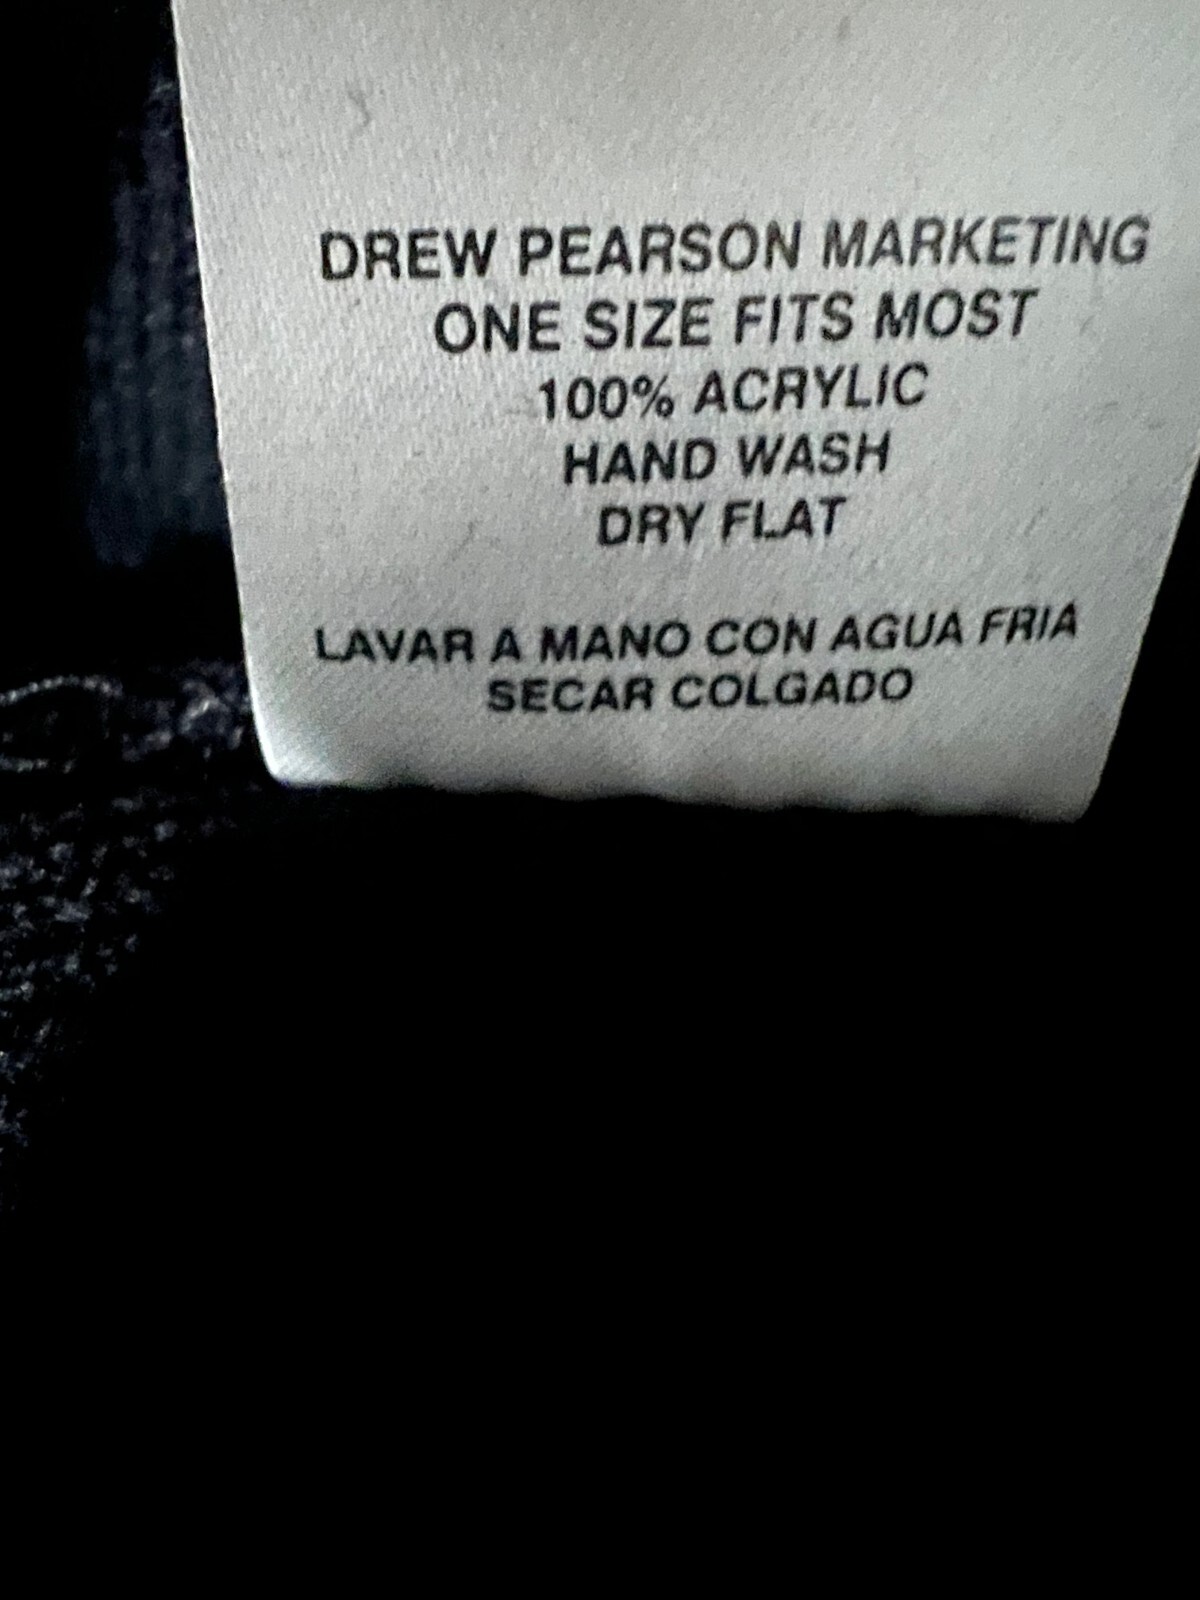 DREW PEARSON MARKETING
ONE SIZE FITS MOST
100% ACRYLIC
HAND WASH
DRY FLAT
LAVAR A MANO CON AGUA FRIA
SECAR COLGADO